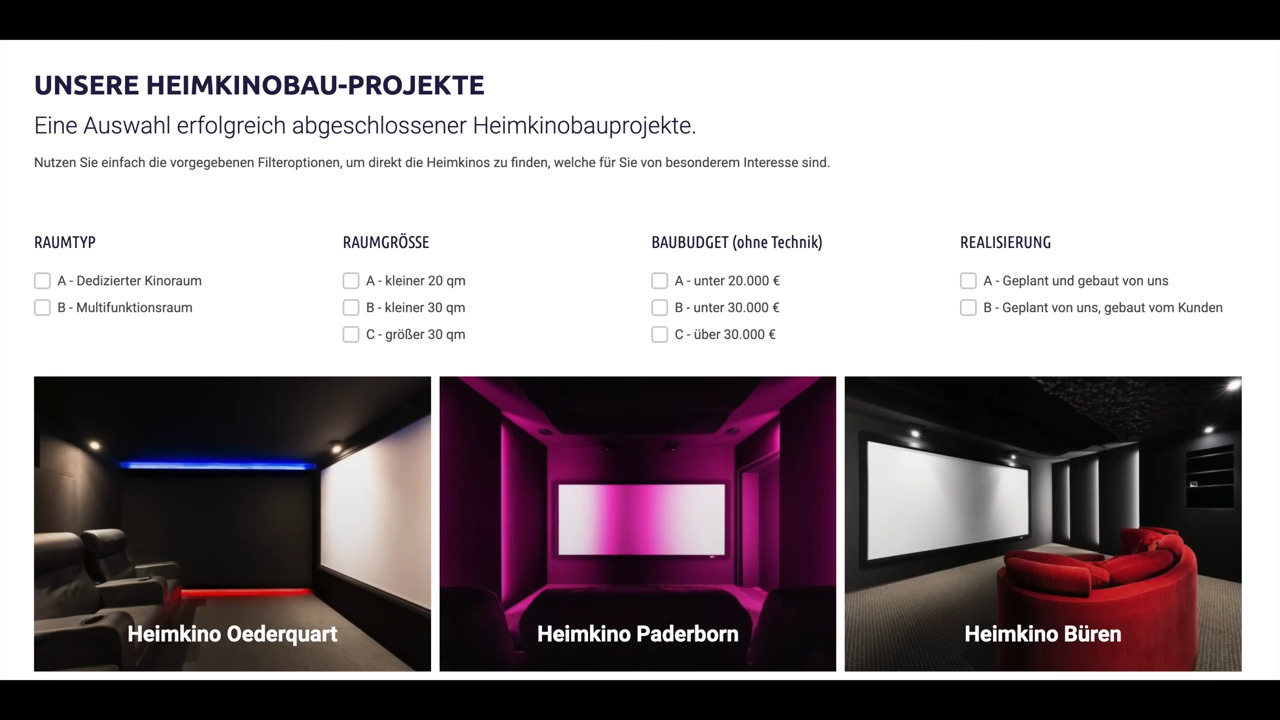 UNSERE HEIMKINOBAU-PROJEKTE
Eine Auswahl erfolgreich abgeschlossener Heimkinobauprojekte.
Nutzen Sie einfach die vorgegebenen Filteroptionen, um direkt die Heimkinos zu finden, welche für Sie von besonderem Interesse sind.
RAUMTYP
A - Dedizierter Kinoraum
B - Multifunktionsraum
RAUMGRÖSSE
A - kleiner 20 qm
B - kleiner 30 qm
C - größer 30 qm
BAUBUDGET (ohne Technik)
A - unter 20.000 €
B - unter 30.000 €
C - über 30.000 €
REALISIERUNG
A - Geplant und gebaut von uns
B - Geplant von uns, gebaut vom Kunden
Heimkino Oederquart
Heimkino Paderborn
Heimkino Büren